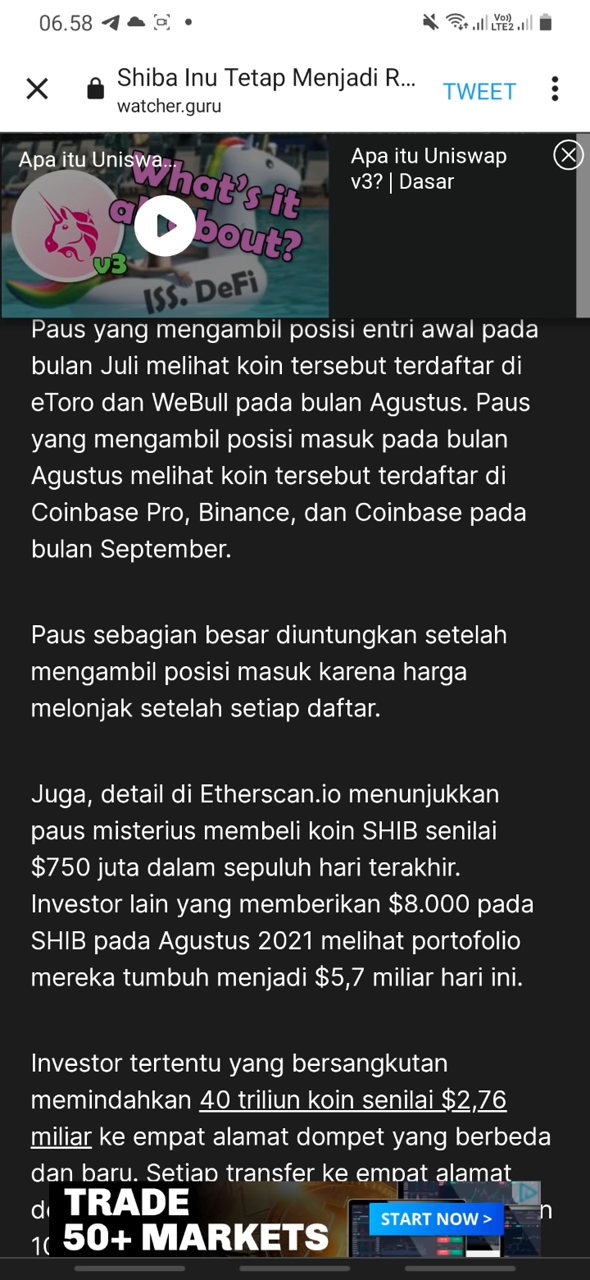 06.58
Vo))
LTE2
Shiba Inu Tetap Menjadi R...
watcher.guru
TWEET
Apa itu Uniswa...
What's it
about?
v3
ISS. DeFi
Apa itu Uniswap
v3? | Dasar
Paus yang mengambil posisi entri awal pada
bulan Juli melihat koin tersebut terdaftar di
eToro dan WeBull pada bulan Agustus. Paus
yang mengambil posisi masuk pada bulan
Agustus melihat koin tersebut terdaftar di
Coinbase Pro, Binance, dan Coinbase pada
bulan September.
Paus sebagian besar diuntungkan setelah
mengambil posisi masuk karena harga
melonjak setelah setiap daftar.
Juga, detail di Etherscan.io menunjukkan
paus misterius membeli koin SHIB senilai
$750 juta dalam sepuluh hari terakhir.
Investor lain yang memberikan $8.000 pada
SHIB pada Agustus 2021 melihat portofolio
mereka tumbuh menjadi $5,7 miliar hari ini.
Investor tertentu yang bersangkutan
memindahkan 40 triliun koin senilai $2,76
miliar ke empat alamat dompet yang berbeda
dan baru. Setiap transfer ke empat alamat
TRADE
50+ MARKETS
START NOW >